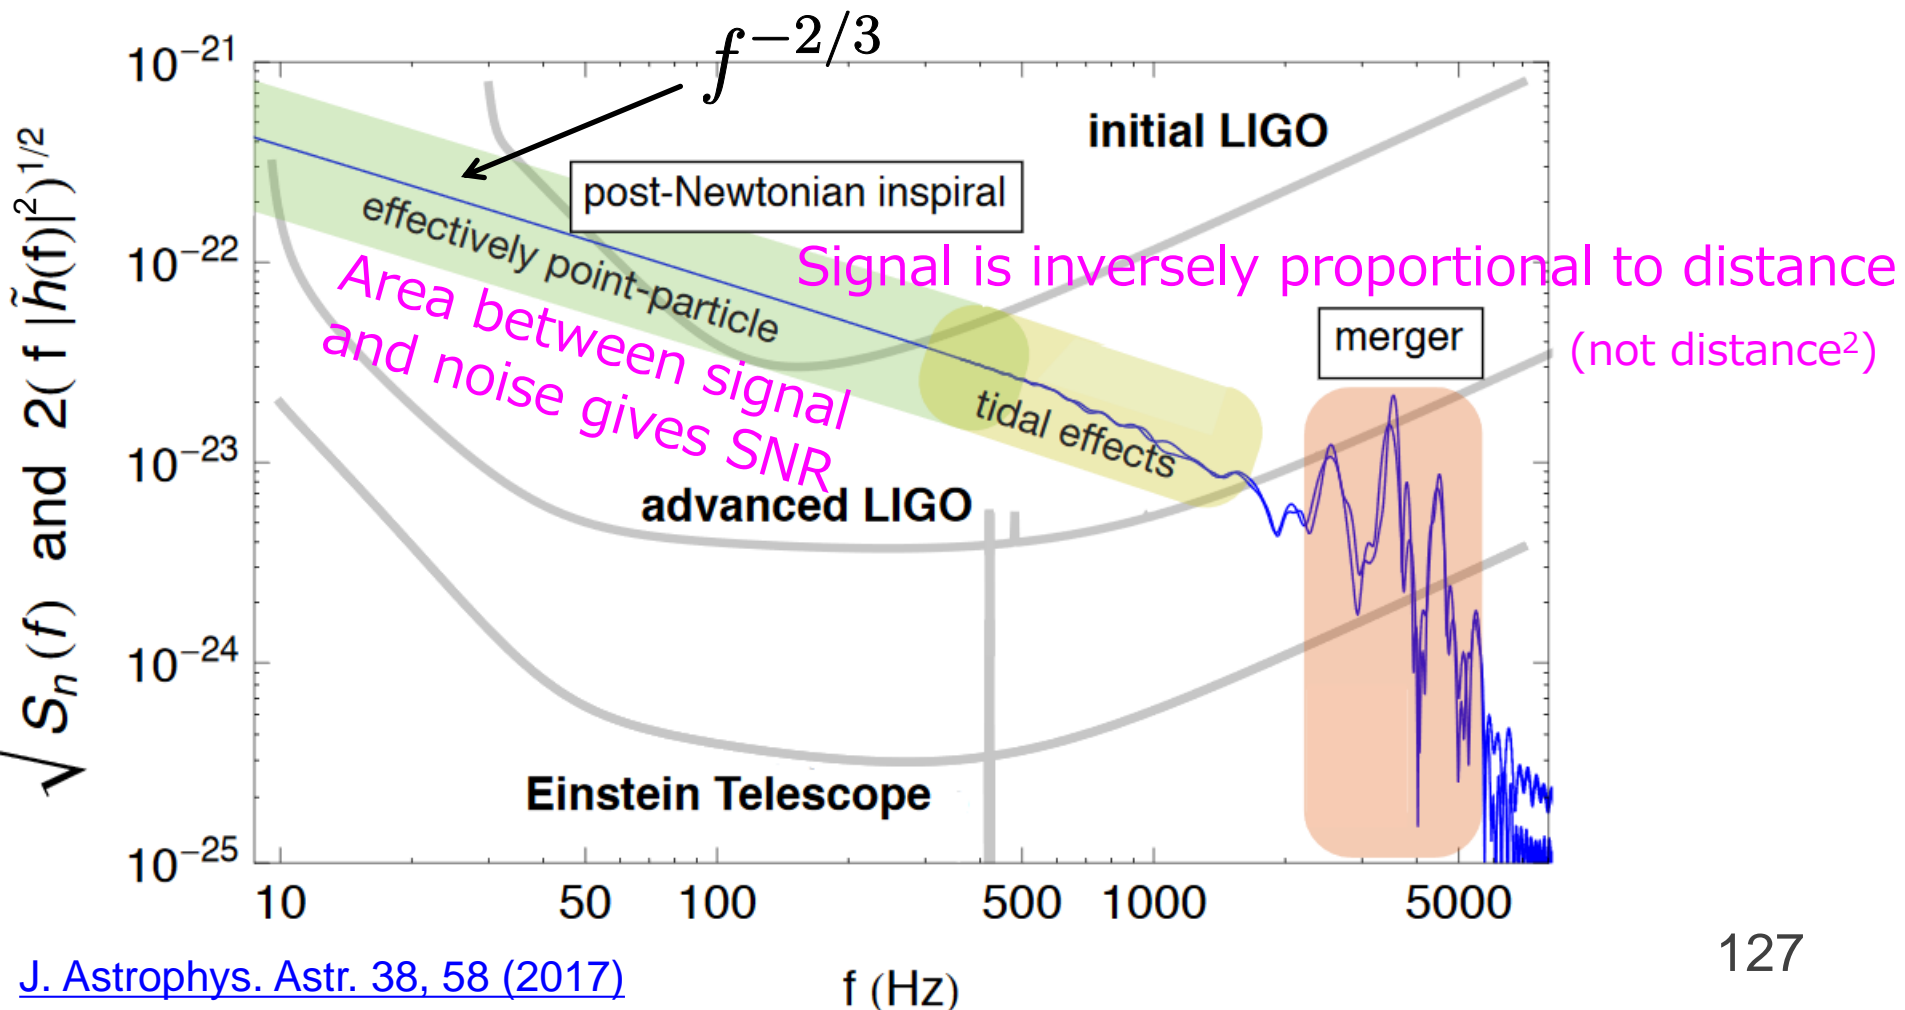 f^{-2/3}
10^{-21}
10^{-22}
10^{-23}
10^{-24}
10^{-25}
√S_n(f) and 2( f |h̃(f)|²)^{1/2}
initial LIGO
post-Newtonian inspiral
effectively point-particle
Signal is inversely proportional to distance
(not distance²)
Area between signal
and noise gives SNR
merger
tidal effects
advanced LIGO
Einstein Telescope
10 50 100 500 1000 5000
f (Hz)
J. Astrophys. Astr. 38, 58 (2017)
127